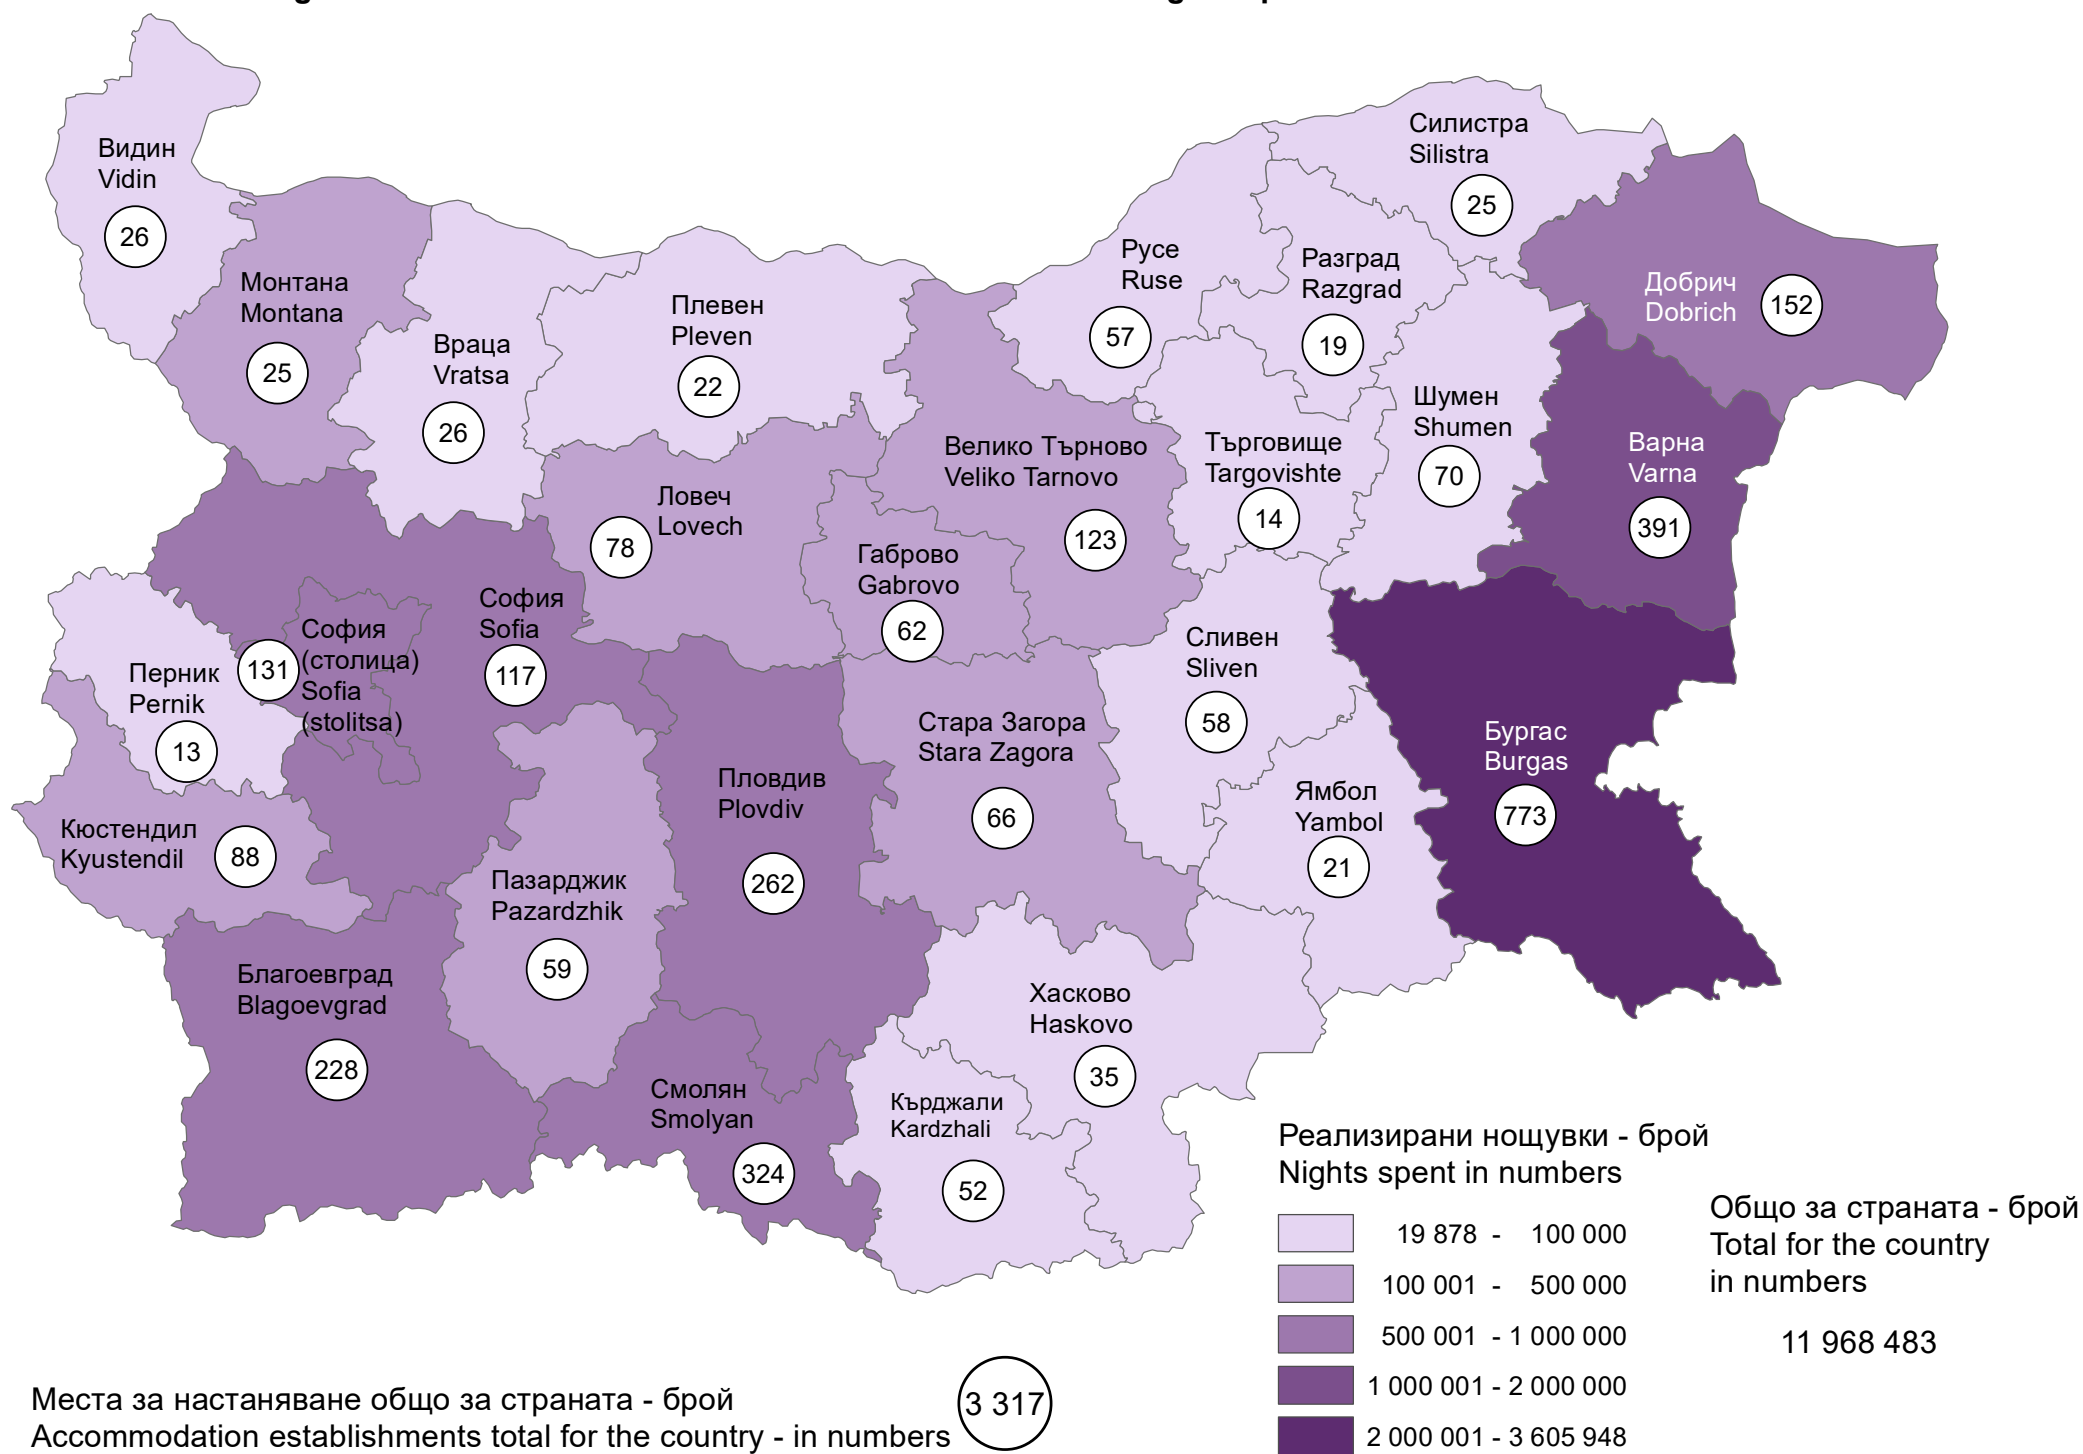 Видин
Vidin
26
Монтана
Montana
25
Враца
Vratsa
26
Плевен
Pleven
22
Русе
Ruse
57
Разград
Razgrad
19
Силистра
Silistra
25
Добрич
Dobrich
152
Шумен
Shumen
70
Варна
Varna
391
Търговище
Targovishte
14
Велико Търново
Veliko Tarnovo
123
Ловеч
Lovech
78
Габрово
Gabrovo
62
София
Sofia
117
София
(столица)
Sofia
(stolitsa)
131
Перник
Pernik
13
Кюстендил
Kyustendil
88
Пазарджик
Pazardzhik
59
Пловдив
Plovdiv
262
Стара Загора
Stara Zagora
66
Сливен
Sliven
58
Ямбол
Yambol
21
Бургас
Burgas
773
Благоевград
Blagoevgrad
228
Смолян
Smolyan
324
Кърджали
Kardzhali
52
Хасково
Haskovo
35
Реализирани нощувки - брой
Nights spent in numbers
19 878 - 100 000
100 001 - 500 000
500 001 - 1 000 000
1 000 001 - 2 000 000
2 000 001 - 3 605 948
Общо за страната - брой
Total for the country
in numbers
11 968 483
Места за настаняване общо за страната - брой
Accommodation establishments total for the country - in numbers
3 317